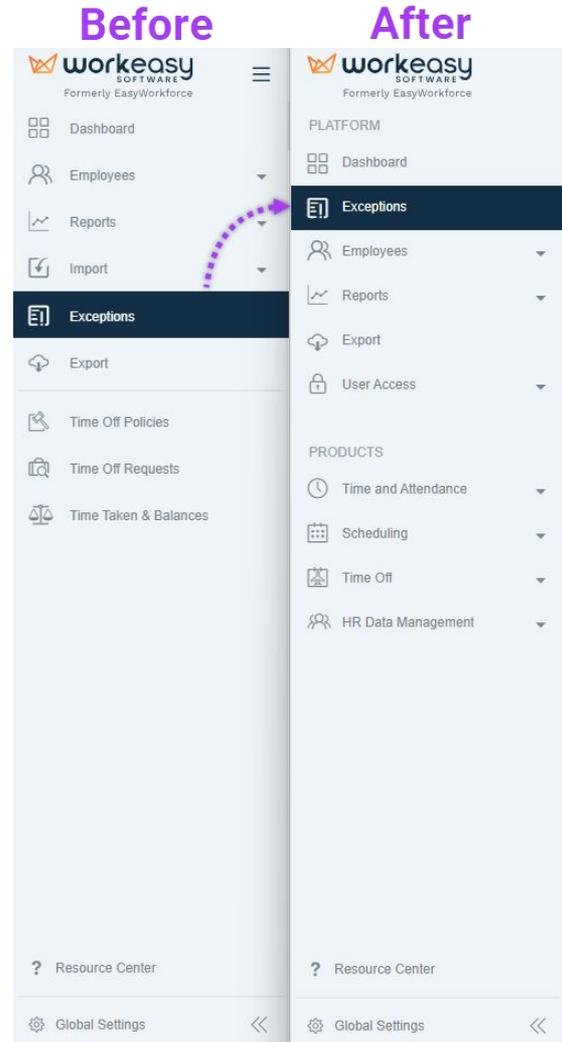 Before
workeasy
SOFTWARE
Formerly EasyWorkforce
Dashboard
Employees
Reports
Import
Exceptions
Export
Time Off Policies
Time Off Requests
Time Taken & Balances
? Resource Center
Global Settings
After
workeasy
SOFTWARE
Formerly EasyWorkforce
PLATFORM
Dashboard
Exceptions
Employees
Reports
Export
User Access
PRODUCTS
Time and Attendance
Scheduling
Time Off
HR Data Management
? Resource Center
Global Settings